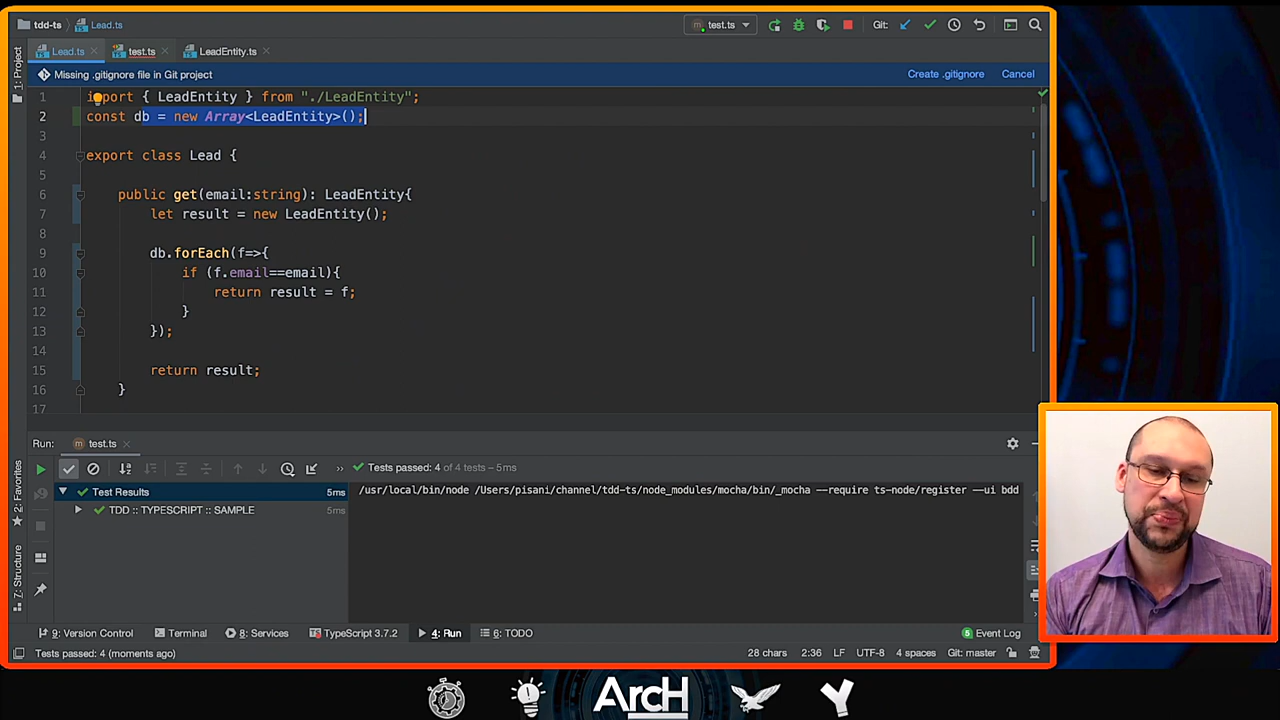 tdd-ts
Lead.ts
test.ts
Git:
Lead.ts
test.ts
LeadEntity.ts
Missing .gitignore file in Git project
Create .gitignore
Cancel
1: Project
1 import { LeadEntity } from "./LeadEntity";
2 const db = new Array<LeadEntity>();
3
4 export class Lead {
5
6 public get(email:string): LeadEntity{
7 let result = new LeadEntity();
8
9 db.forEach(f=>{
10 if (f.email==email){
11 return result = f;
12 }
13 });
14
15 return result;
16 }
17
Run:
test.ts
Tests passed: 4 of 4 tests – 5ms
Test Results 5ms
TDD :: TYPESCRIPT :: SAMPLE 5ms
/usr/local/bin/node /Users/pisani/channel/tdd-ts/node_modules/mocha/bin/_mocha --require ts-node/register --ui bdd
2: Favorites
7: Structure
9: Version Control
Terminal
8: Services
TypeScript 3.7.2
4: Run
6: TODO
5 Event Log
Tests passed: 4 (moments ago)
28 chars
2:36
LF
UTF-8
4 spaces
Git: master
ArcH